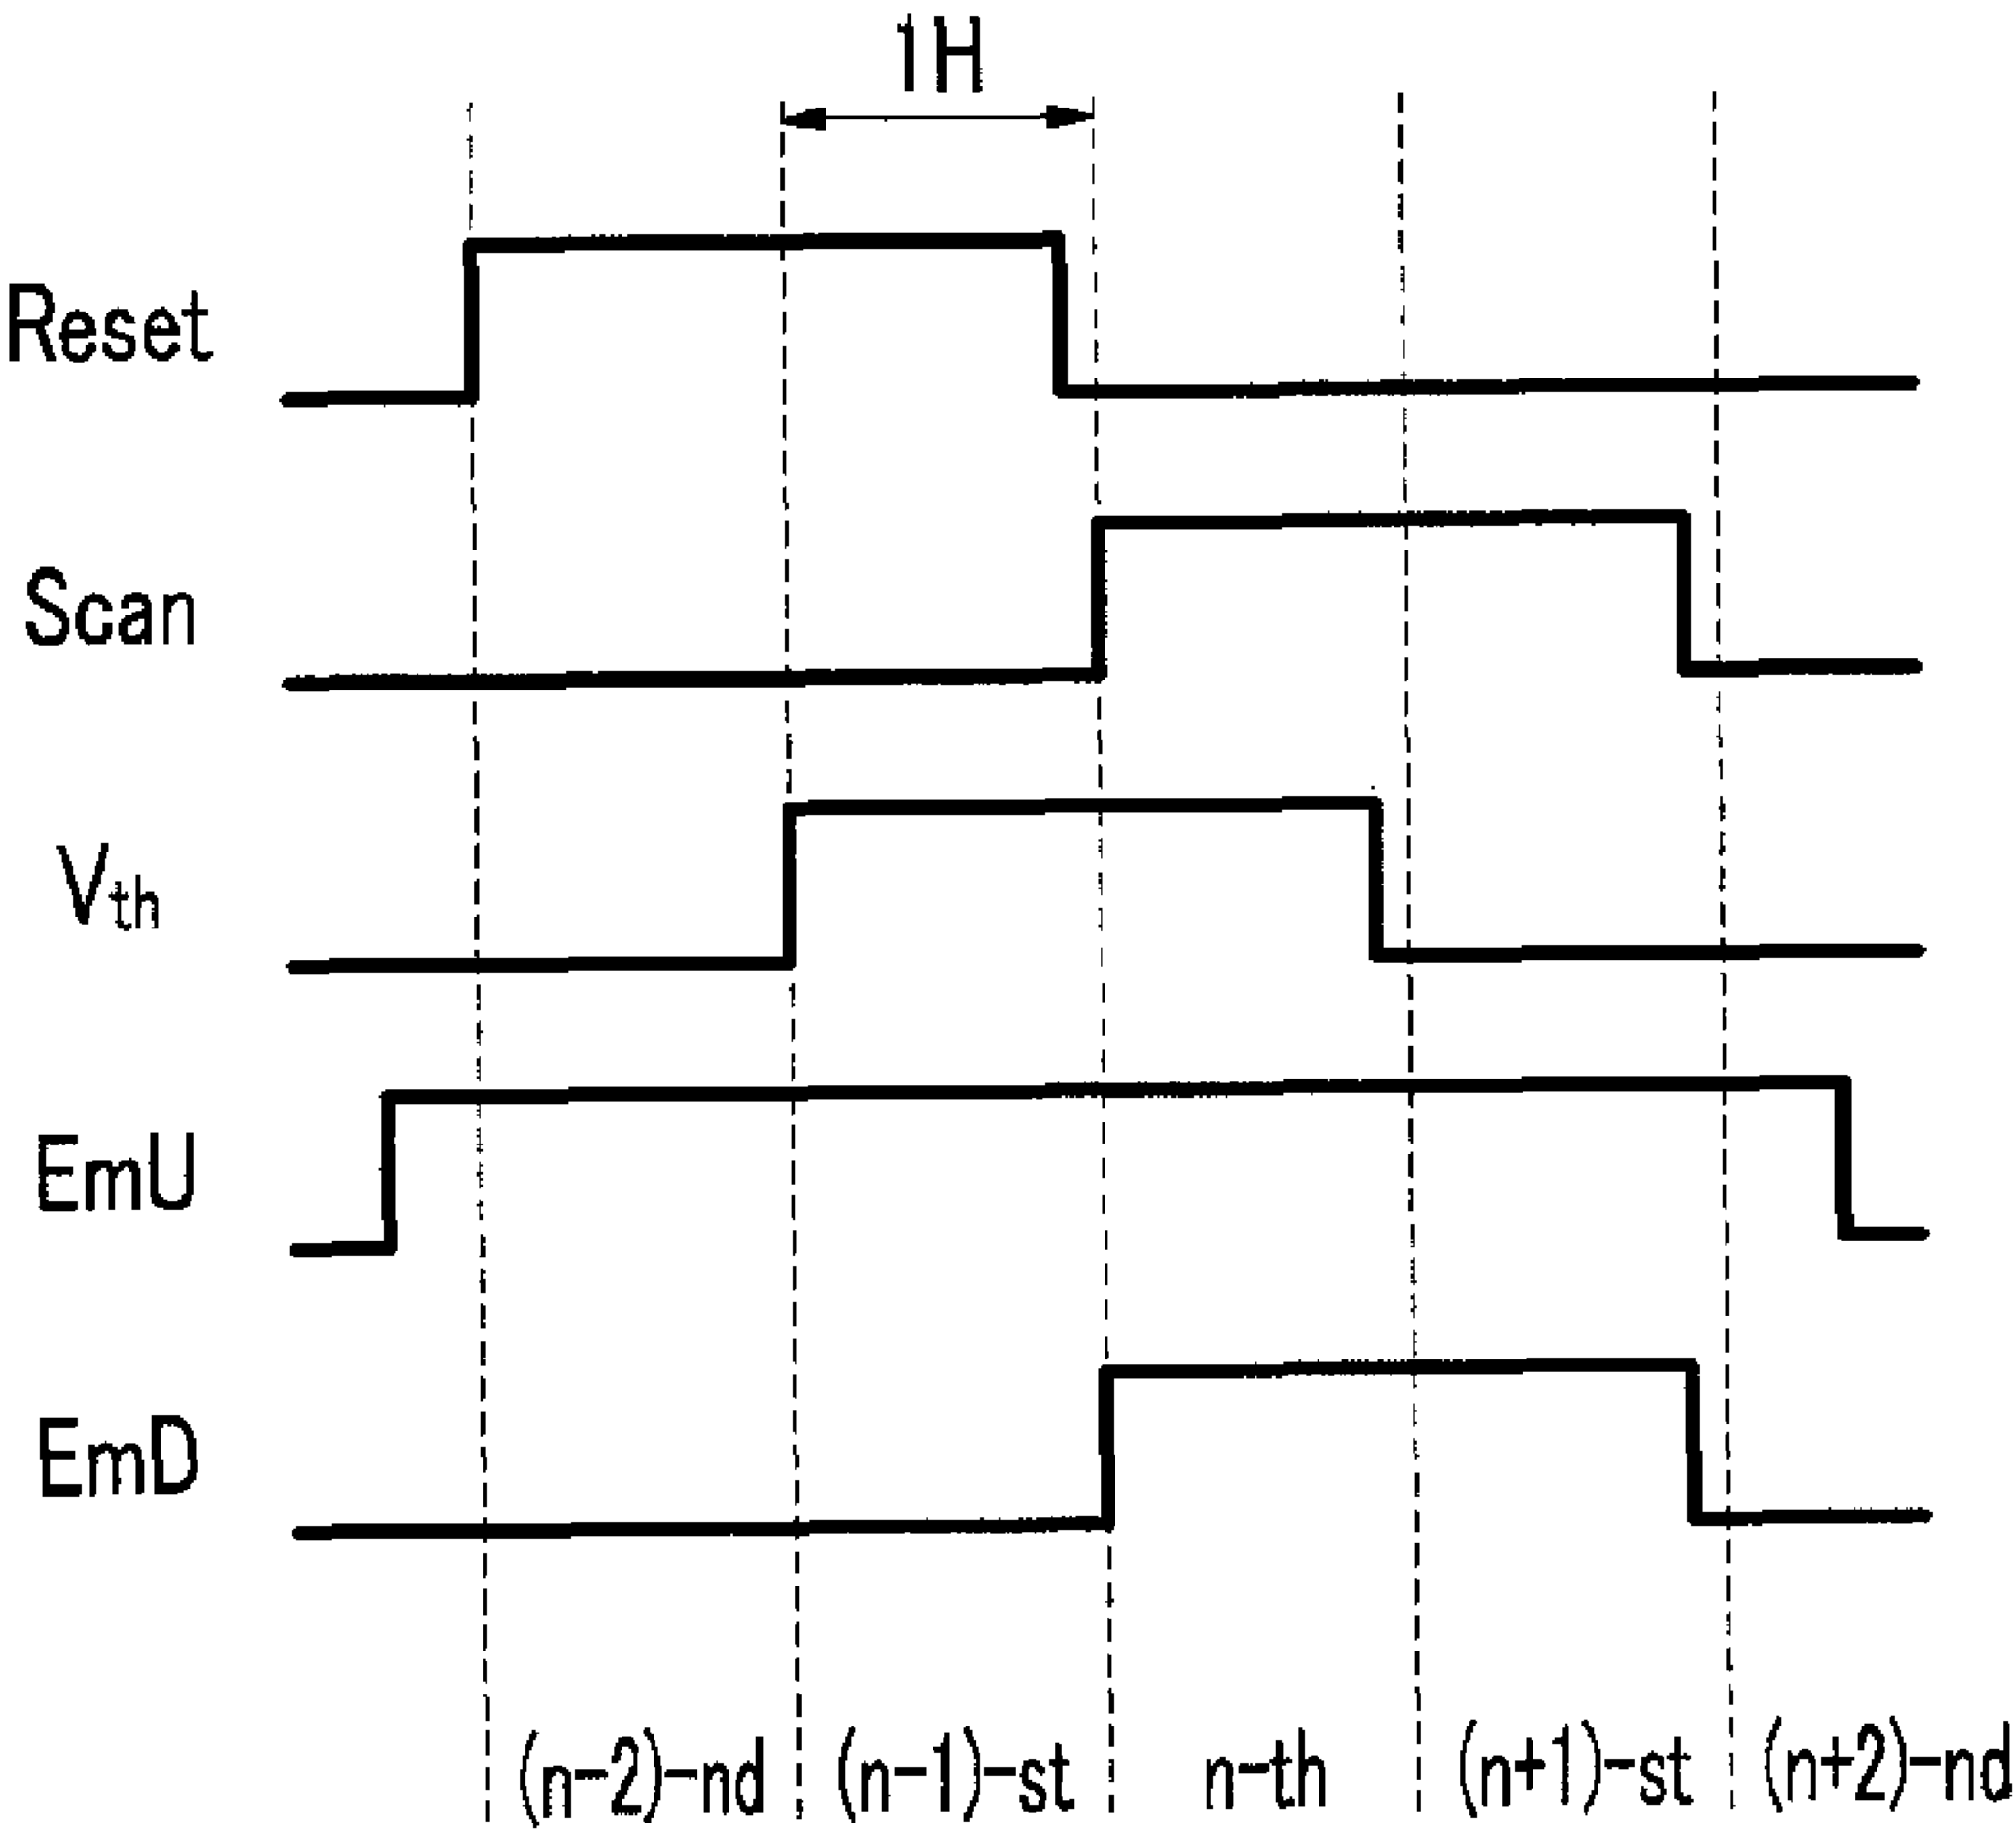 1H
Reset
Scan
Vth
EmU
EmD
(n-2)-nd (n-1)-st n-th (n+1)-st (n+2)-nd